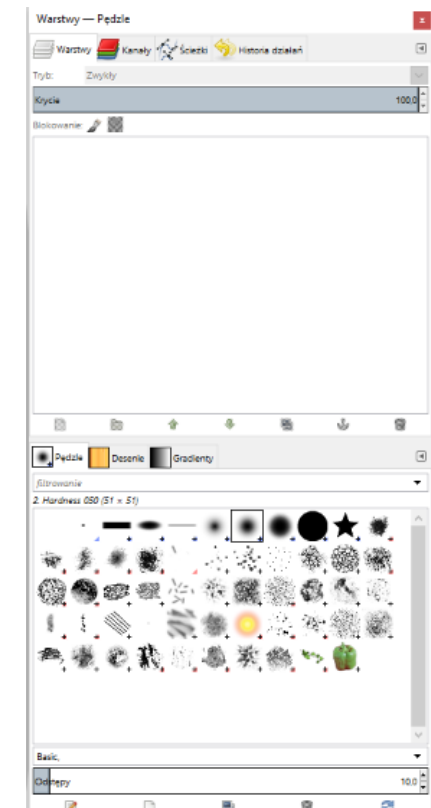 Warstwy — Pędzle
Warstwy Kanały Ścieżki Historia działań
Tryb: Zwykły
Krycie 100,0
Blokowanie:
Pędzle Desenie Gradienty
filtrowanie
2. Hardness 050 (51 × 51)
Basic,
Odstępy 10,0